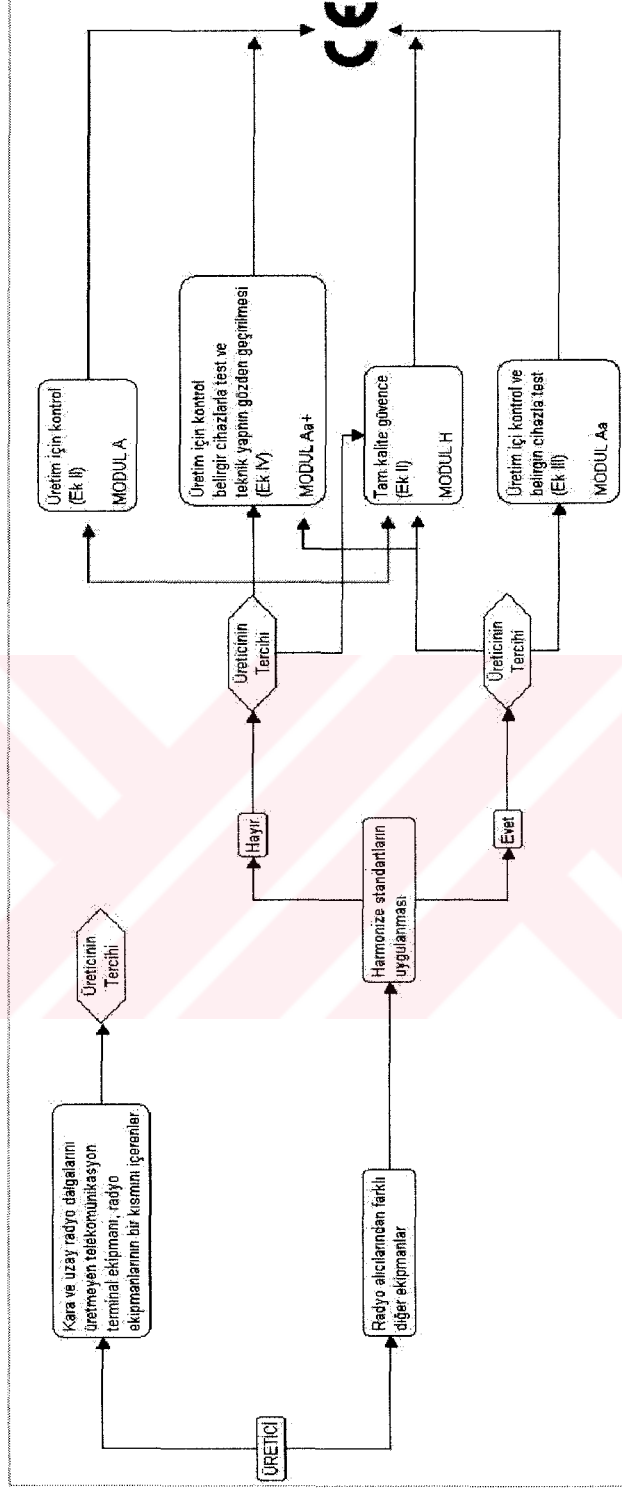 ÜRETİCİ
Kara ve uzay radyo dalgalarını
üretmeyen telekomünikasyon
terminal ekipmanı, radyo
ekipmanlarının bir kısmını içerenler.
Üreticinin
Tercihi
Radyo alıcılarından farklı
diğer ekipmanlar
Harmonize standartların
uygulanması
Hayır
Evet
Üreticinin
Tercihi
Üreticinin
Tercihi
Üretim için kontrol
(Ek II)
MODUL A
Üretim için kontrol
belirgir cihazlarla test ve
teknik yapnın gözden geçirilmesi
(Ek IV)
MODUL Aa+
Tam kalite güvence
(Ek II)
MODUL H
Üretim içi kontrol ve
belirgin cihazla test
(Ek III)
MODUL Aa
CE